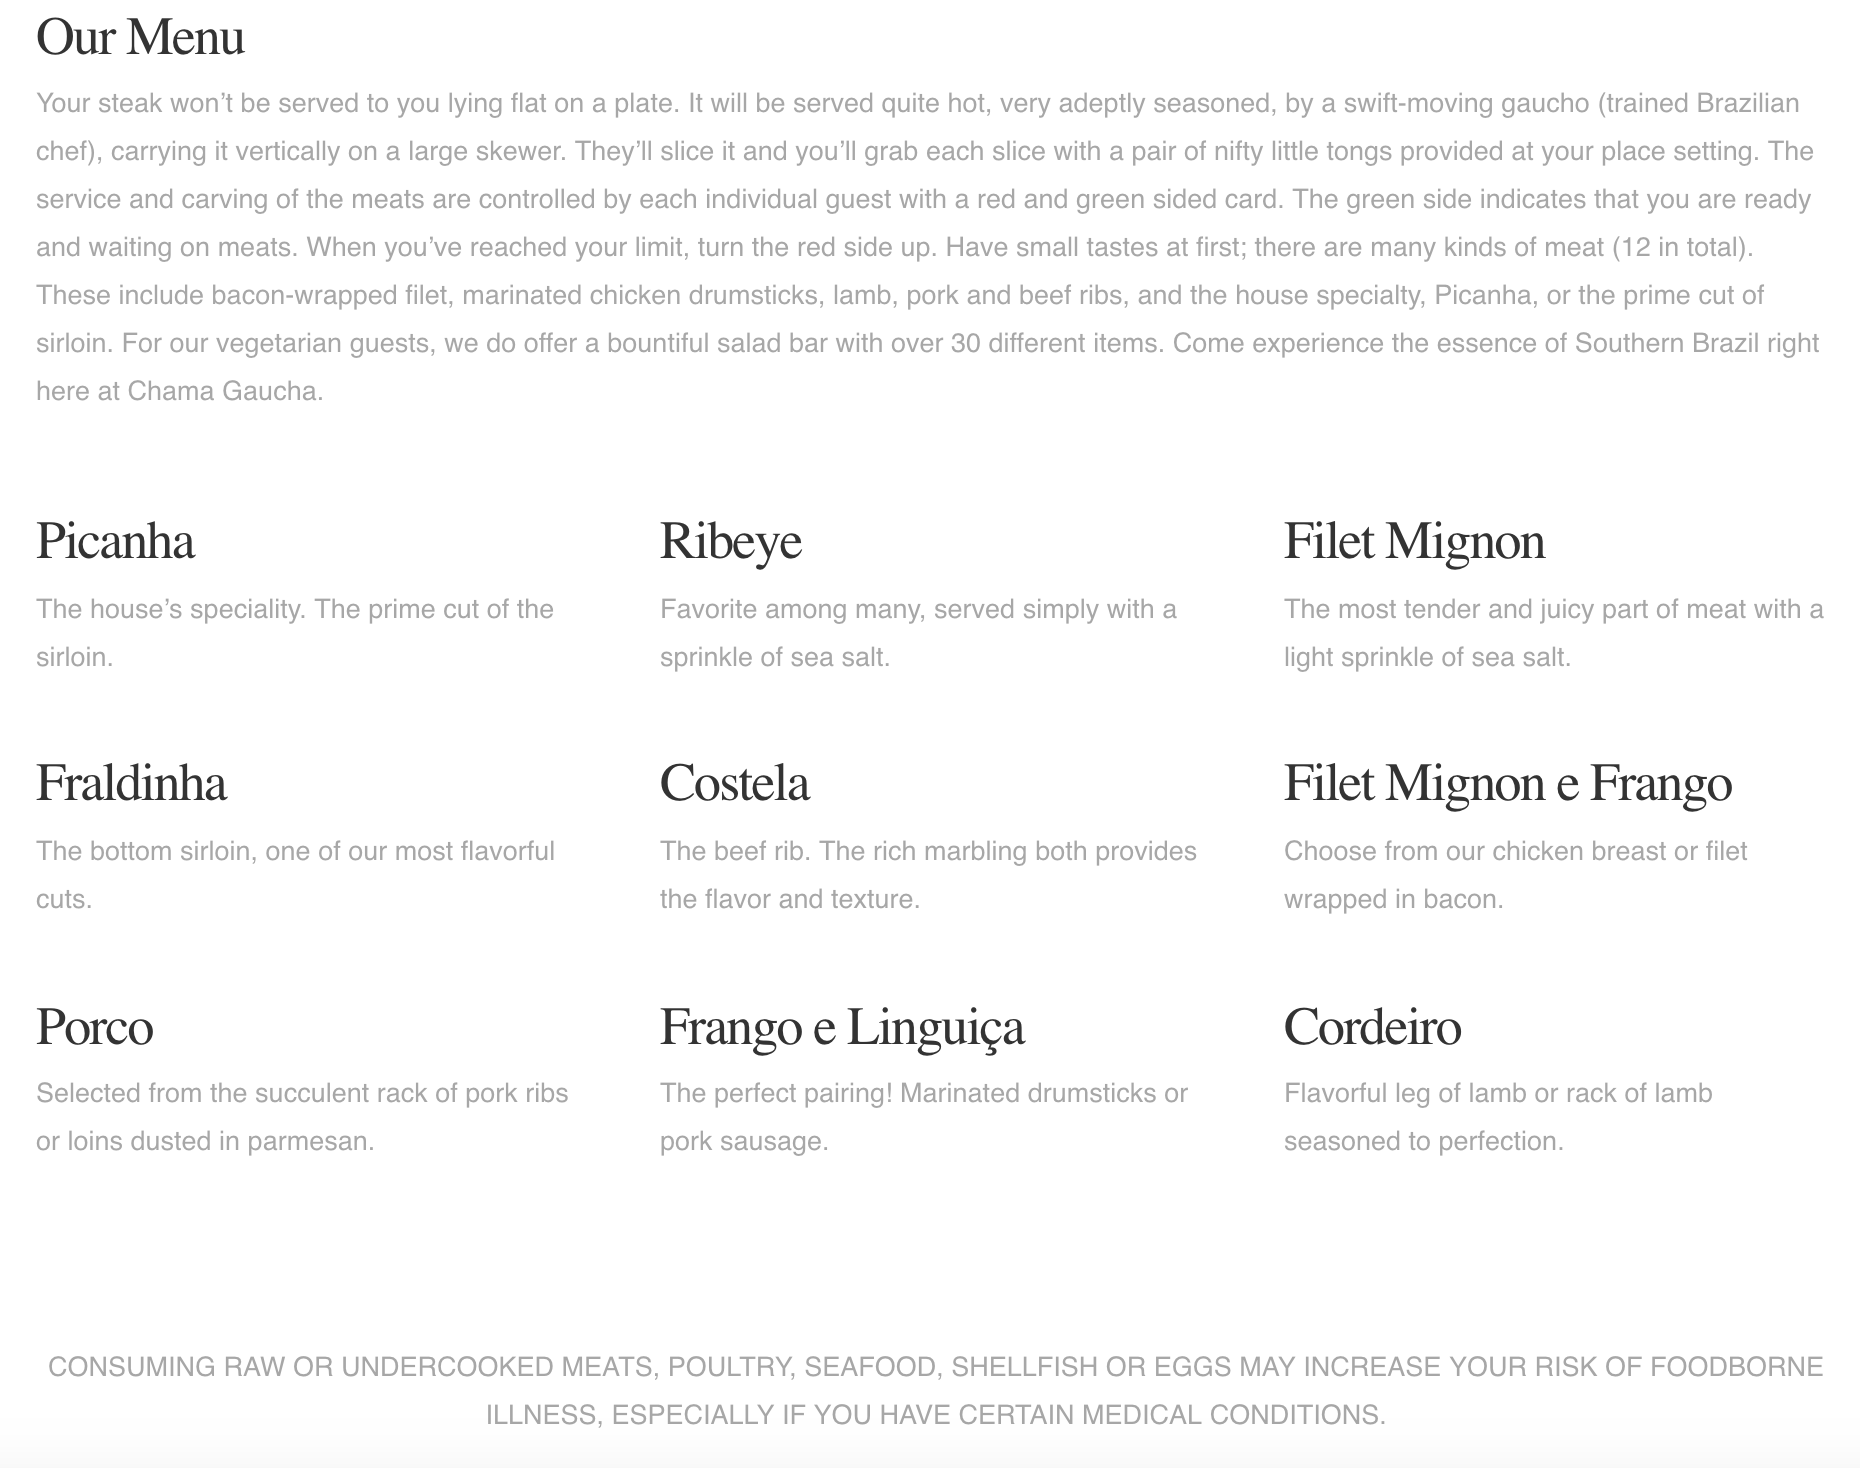 Our Menu
Your steak won’t be served to you lying flat on a plate. It will be served quite hot, very adeptly seasoned, by a swift-moving gaucho (trained Brazilian
chef), carrying it vertically on a large skewer. They’ll slice it and you’ll grab each slice with a pair of nifty little tongs provided at your place setting. The
service and carving of the meats are controlled by each individual guest with a red and green sided card. The green side indicates that you are ready
and waiting on meats. When you’ve reached your limit, turn the red side up. Have small tastes at first; there are many kinds of meat (12 in total).
These include bacon-wrapped filet, marinated chicken drumsticks, lamb, pork and beef ribs, and the house specialty, Picanha, or the prime cut of
sirloin. For our vegetarian guests, we do offer a bountiful salad bar with over 30 different items. Come experience the essence of Southern Brazil right
here at Chama Gaucha.
Picanha
The house’s speciality. The prime cut of the
sirloin.
Ribeye
Favorite among many, served simply with a
sprinkle of sea salt.
Filet Mignon
The most tender and juicy part of meat with a
light sprinkle of sea salt.
Fraldinha
The bottom sirloin, one of our most flavorful
cuts.
Costela
The beef rib. The rich marbling both provides
the flavor and texture.
Filet Mignon e Frango
Choose from our chicken breast or filet
wrapped in bacon.
Porco
Selected from the succulent rack of pork ribs
or loins dusted in parmesan.
Frango e Linguiça
The perfect pairing! Marinated drumsticks or
pork sausage.
Cordeiro
Flavorful leg of lamb or rack of lamb
seasoned to perfection.
CONSUMING RAW OR UNDERCOOKED MEATS, POULTRY, SEAFOOD, SHELLFISH OR EGGS MAY INCREASE YOUR RISK OF FOODBORNE
ILLNESS, ESPECIALLY IF YOU HAVE CERTAIN MEDICAL CONDITIONS.